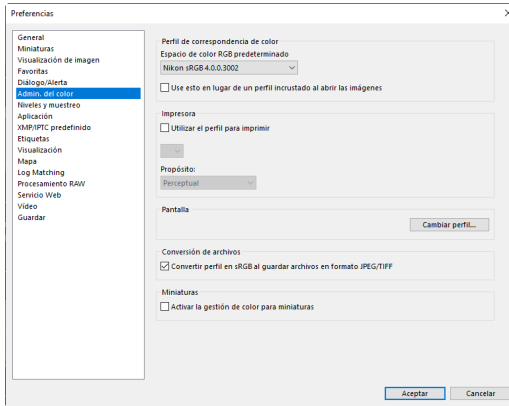 Preferencias
General
Miniaturas
Visualización de imagen
Favoritas
Diálogo/Alerta
Admin. del color
Niveles y muestreo
Aplicación
XMP/IPTC predefinido
Etiquetas
Visualización
Mapa
Log Matching
Procesamiento RAW
Servicio Web
Vídeo
Guardar
Perfil de correspondencia de color
Espacio de color RGB predeterminado
Nikon sRGB 4.0.0.3002
Use esto en lugar de un perfil incrustado al abrir las imágenes
Impresora
Utilizar el perfil para imprimir
Propósito:
Perceptual
Pantalla
Cambiar perfil...
Conversión de archivos
Convertir perfil en sRGB al guardar archivos en formato JPEG/TIFF
Miniaturas
Activar la gestión de color para miniaturas
Aceptar
Cancelar